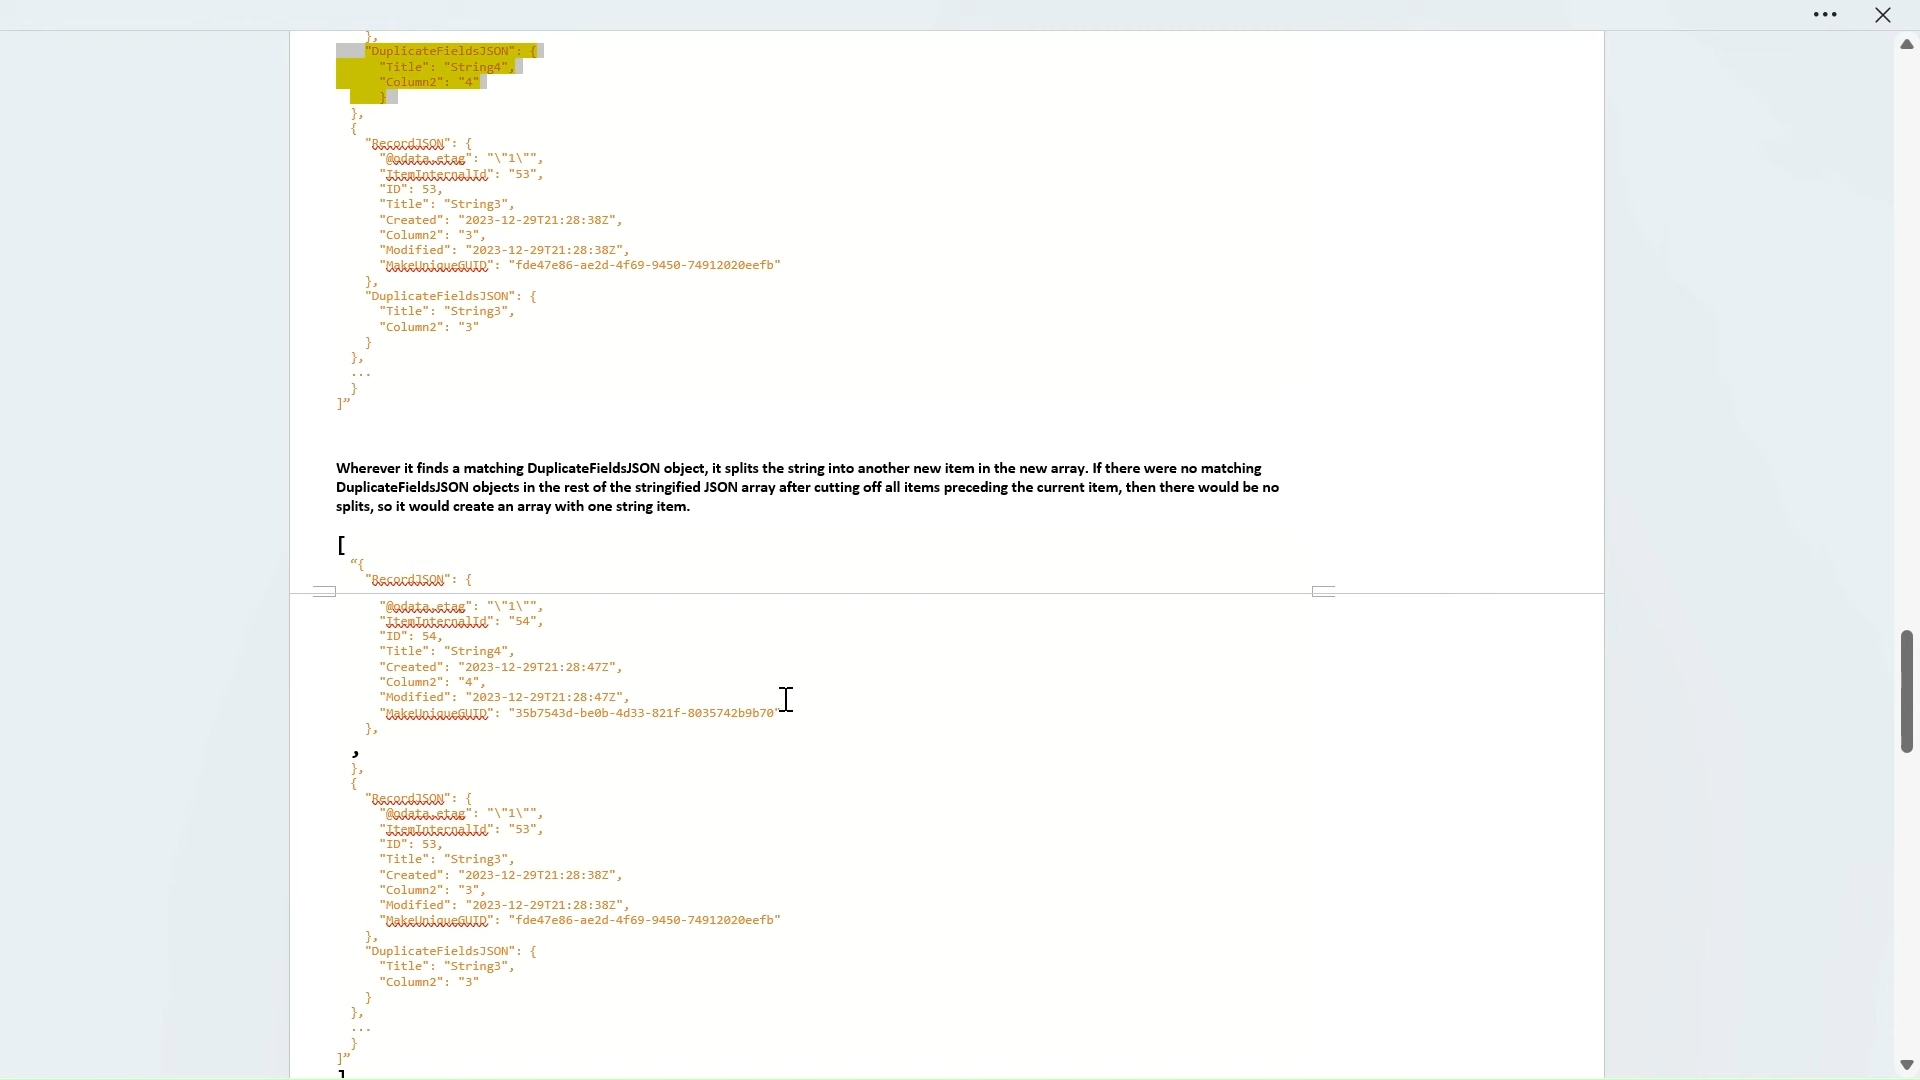 },
"DuplicateFieldsJSON": {
"Title": "String4",
"Column2": "4"
}
},
{
"RecordJSON": {
"@odata.etag": "\"1\"",
"ItemInternalId": "53",
"ID": 53,
"Title": "String3",
"Created": "2023-12-29T21:28:38Z",
"Column2": "3",
"Modified": "2023-12-29T21:28:38Z",
"MakeUniqueGUID": "fde47e86-ae2d-4f69-9450-74912020eefb"
},
"DuplicateFieldsJSON": {
"Title": "String3",
"Column2": "3"
}
},
...
}
]”
Wherever it finds a matching DuplicateFieldsJSON object, it splits the string into another new item in the new array. If there were no matching
DuplicateFieldsJSON objects in the rest of the stringified JSON array after cutting off all items preceding the current item, then there would be no
splits, so it would create an array with one string item.
[
“{
"RecordJSON": {
"@odata.etag": "\"1\"",
"ItemInternalId": "54",
"ID": 54,
"Title": "String4",
"Created": "2023-12-29T21:28:47Z",
"Column2": "4",
"Modified": "2023-12-29T21:28:47Z",
"MakeUniqueGUID": "35b7543d-be0b-4d33-821f-8035742b9b70"
},
,
},
{
"RecordJSON": {
"@odata.etag": "\"1\"",
"ItemInternalId": "53",
"ID": 53,
"Title": "String3",
"Created": "2023-12-29T21:28:38Z",
"Column2": "3",
"Modified": "2023-12-29T21:28:38Z",
"MakeUniqueGUID": "fde47e86-ae2d-4f69-9450-74912020eefb"
},
"DuplicateFieldsJSON": {
"Title": "String3",
"Column2": "3"
}
},
...
}
]”
]